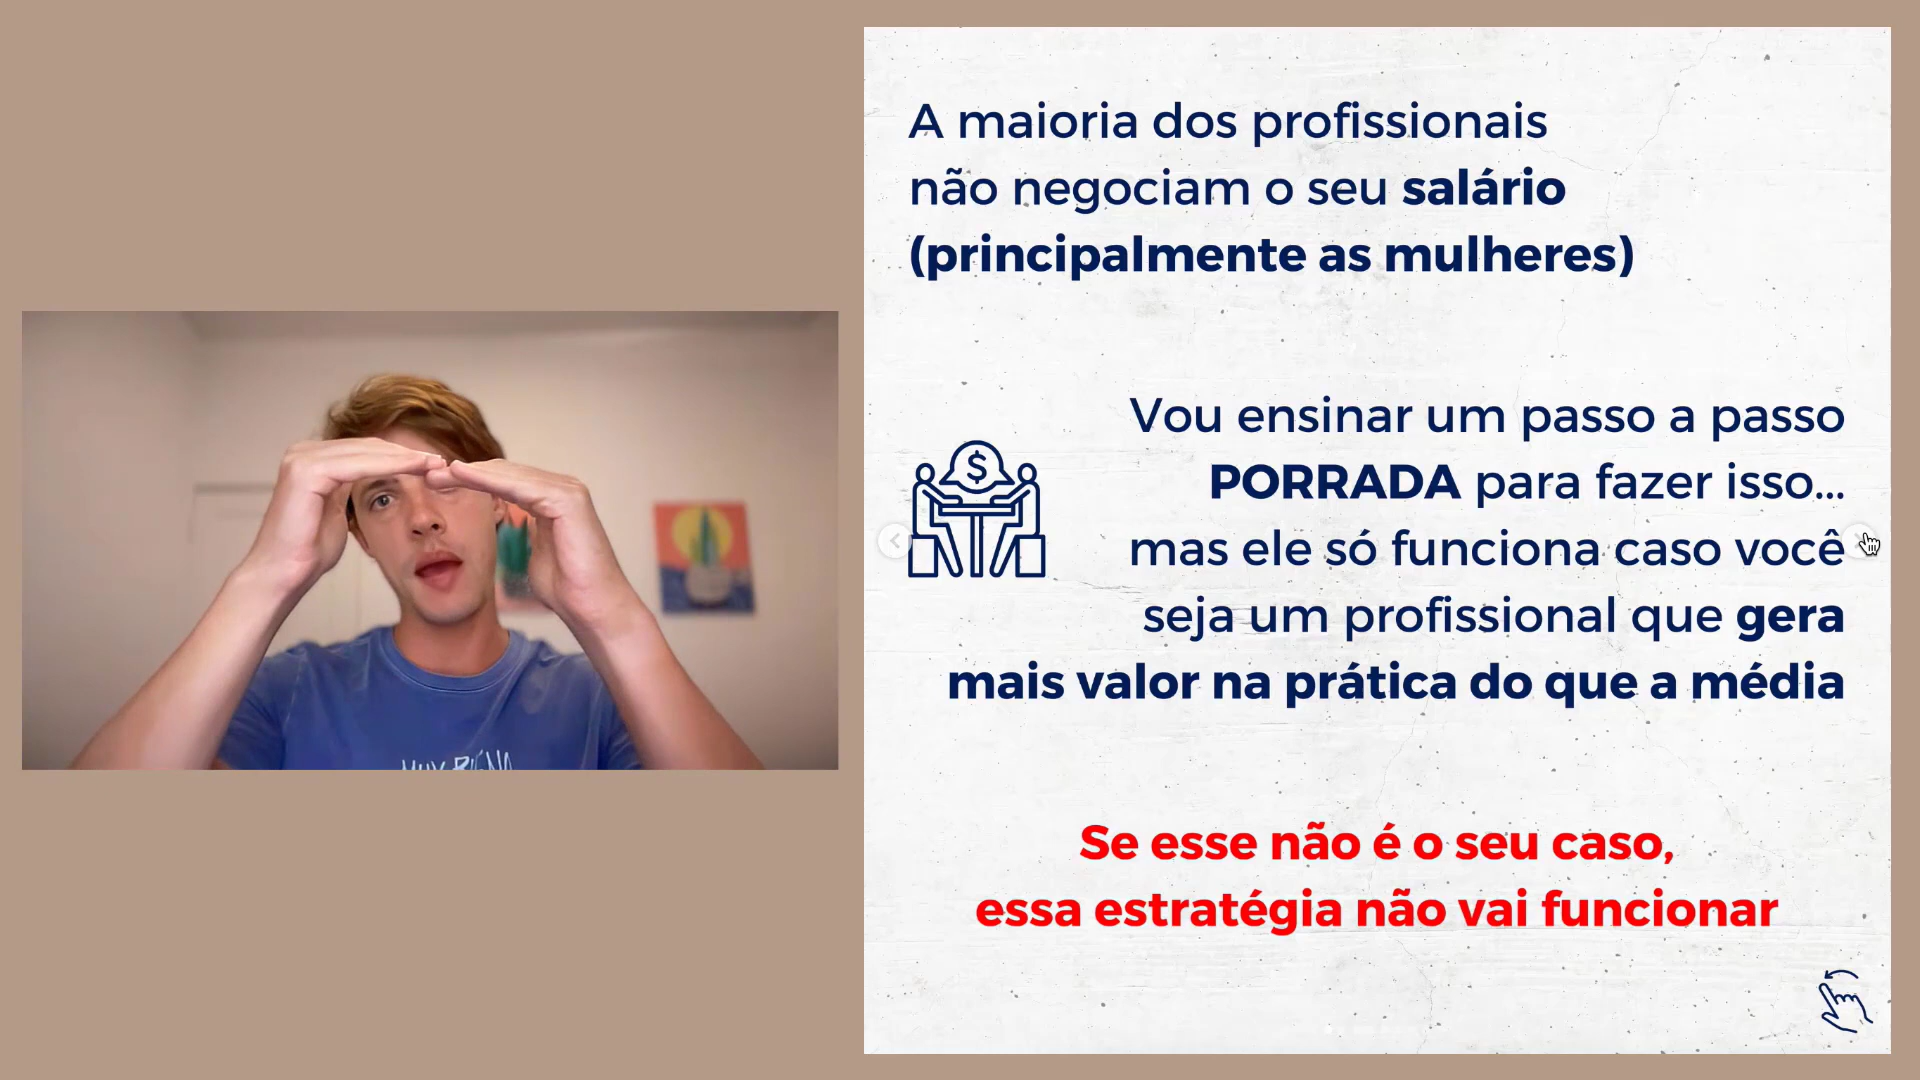 A maioria dos profissionais
não negociam o seu salário
(principalmente as mulheres)
$
Vou ensinar um passo a passo
PORRADA para fazer isso...
mas ele só funciona caso você
seja um profissional que gera
mais valor na prática do que a média
Se esse não é o seu caso,
essa estratégia não vai funcionar